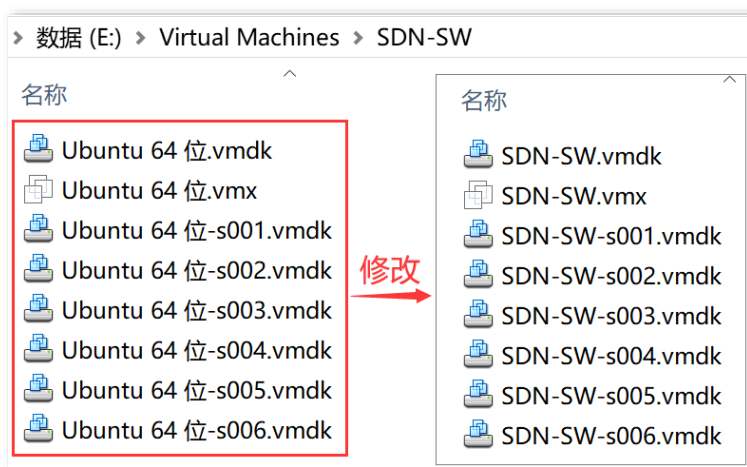 数据 (E:) > Virtual Machines > SDN-SW
名称
Ubuntu 64 位.vmdk
Ubuntu 64 位.vmx
Ubuntu 64 位-s001.vmdk
Ubuntu 64 位-s002.vmdk
Ubuntu 64 位-s003.vmdk
Ubuntu 64 位-s004.vmdk
Ubuntu 64 位-s005.vmdk
Ubuntu 64 位-s006.vmdk
修改
名称
SDN-SW.vmdk
SDN-SW.vmx
SDN-SW-s001.vmdk
SDN-SW-s002.vmdk
SDN-SW-s003.vmdk
SDN-SW-s004.vmdk
SDN-SW-s005.vmdk
SDN-SW-s006.vmdk